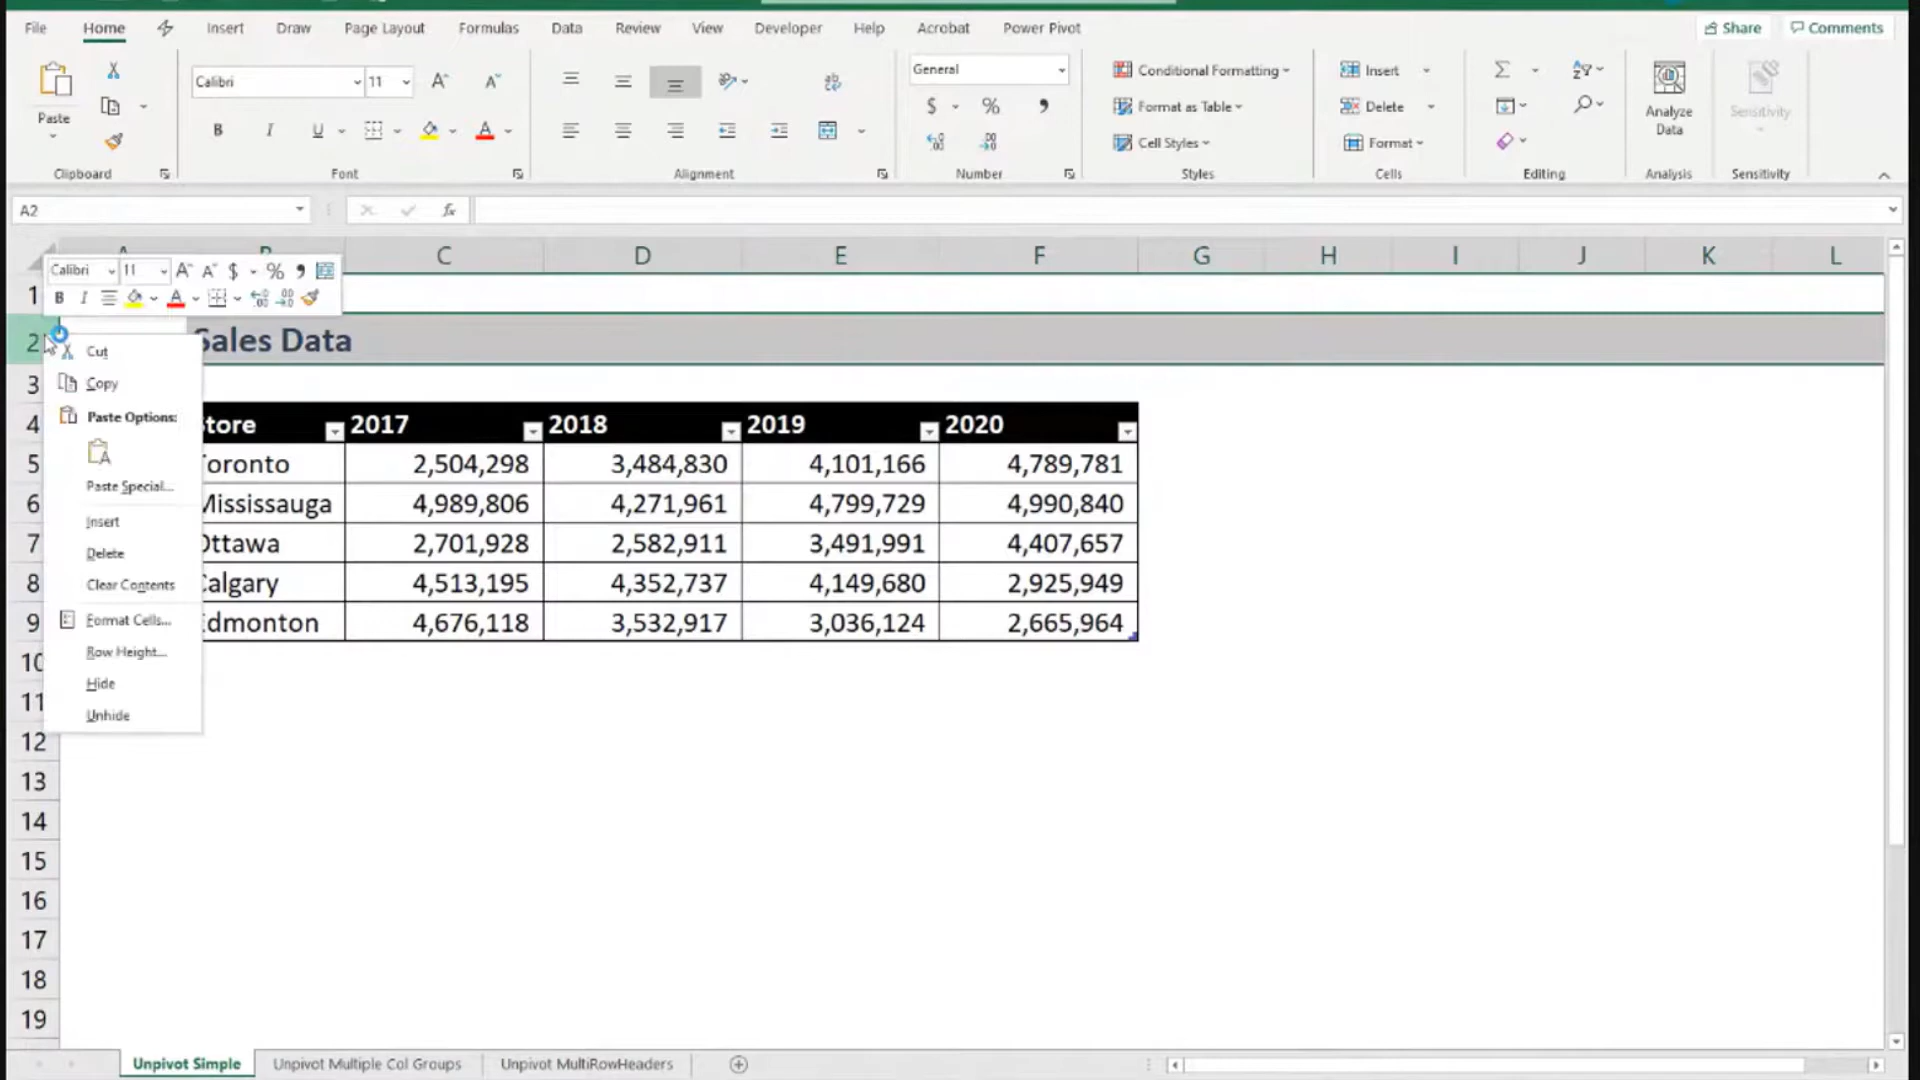 File Home Insert Draw Page Layout Formulas Data Review View Developer Help Acrobat Power Pivot Share Comments
Paste
Calibri 11
B I U
General
$ % ,
Conditional Formatting
Format as Table
Cell Styles
Insert
Delete
Format
Analyze
Data
Sensitivity
Clipboard Font Alignment Number Styles Cells Editing Analysis Sensitivity
A2 fx
C D E F G H I J K L
Calibri 11 $ % ,
B I A
1
2 Sales Data
3
4 tore 2017 2018 2019 2020
5 oronto 2,504,298 3,484,830 4,101,166 4,789,781
6 Mississauga 4,989,806 4,271,961 4,799,729 4,990,840
7 Ottawa 2,701,928 2,582,911 3,491,991 4,407,657
8 Calgary 4,513,195 4,352,737 4,149,680 2,925,949
9 Edmonton 4,676,118 3,532,917 3,036,124 2,665,964
10
11
12
13
14
15
16
17
18
19
Cut
Copy
Paste Options:
Paste Special...
Insert
Delete
Clear Contents
Format Cells...
Row Height...
Hide
Unhide
Unpivot Simple Unpivot Multiple Col Groups Unpivot MultiRowHeaders